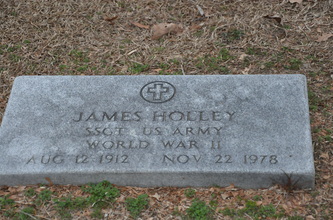 JAMES HOLLEY
SSGT US ARMY
WORLD WAR II
AUG 12 1912 NOV 22 1978